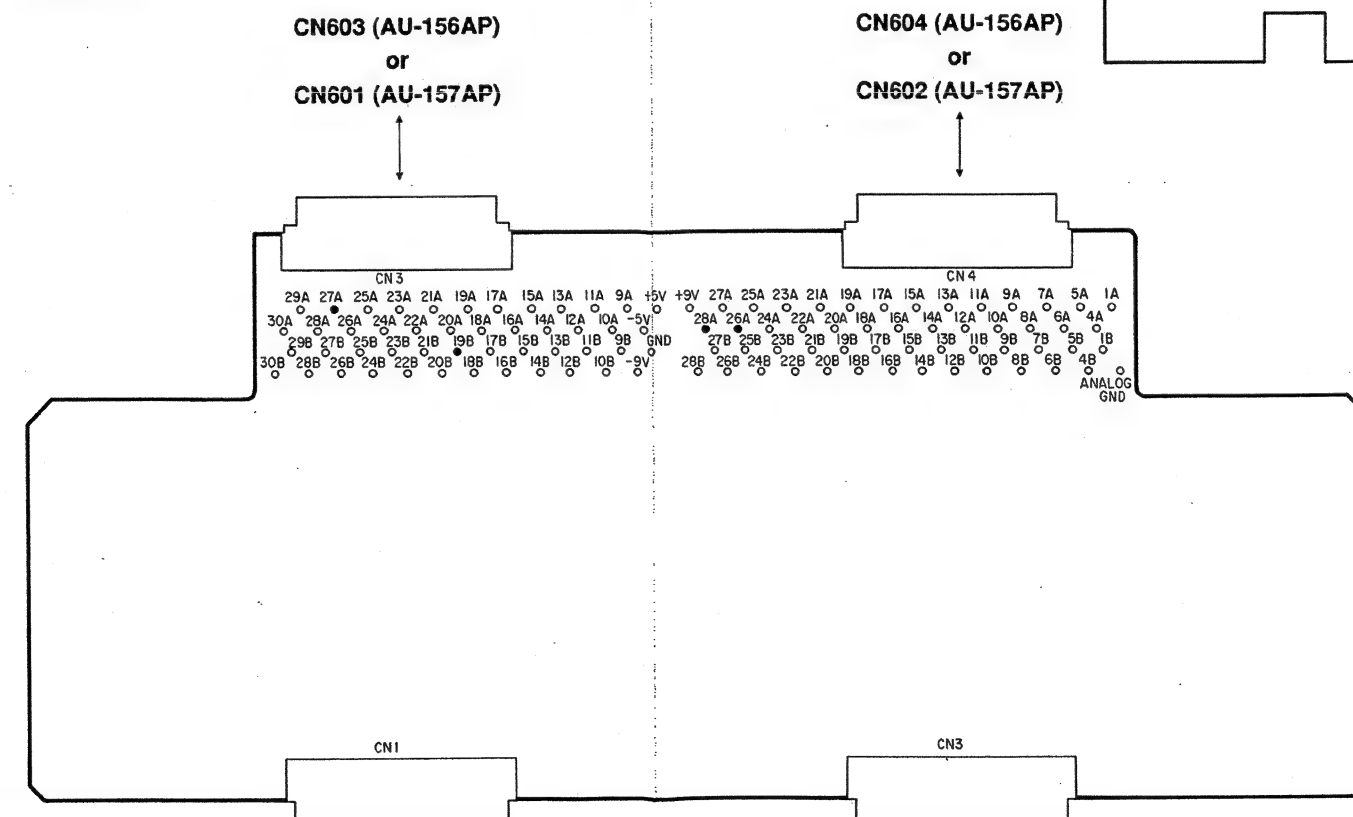 CN603 (AU-156AP)
or
CN601 (AU-157AP)
CN604 (AU-156AP)
or
CN602 (AU-157AP)
CN3
CN4
29A 27A 25A 23A 21A 19A 17A 15A 13A 11A 9A +5V +9V 27A 25A 23A 21A 19A 17A 15A 13A 11A 9A 7A 5A 1A
30A 28A 26A 24A 22A 20A 18A 16A 14A 12A 10A -5V 28A 26A 24A 22A 20A 18A 16A 14A 12A 10A 8A 6A 4A
29B 27B 25B 23B 21B 19B 17B 15B 13B 11B 9B GND 27B 25B 23B 21B 19B 17B 15B 13B 11B 9B 7B 5B 1B
30B 28B 26B 24B 22B 20B 18B 16B 14B 12B 10B -9V 28B 26B 24B 22B 20B 18B 16B 14B 12B 10B 8B 6B 4B
ANALOG
GND
CN1
CN3